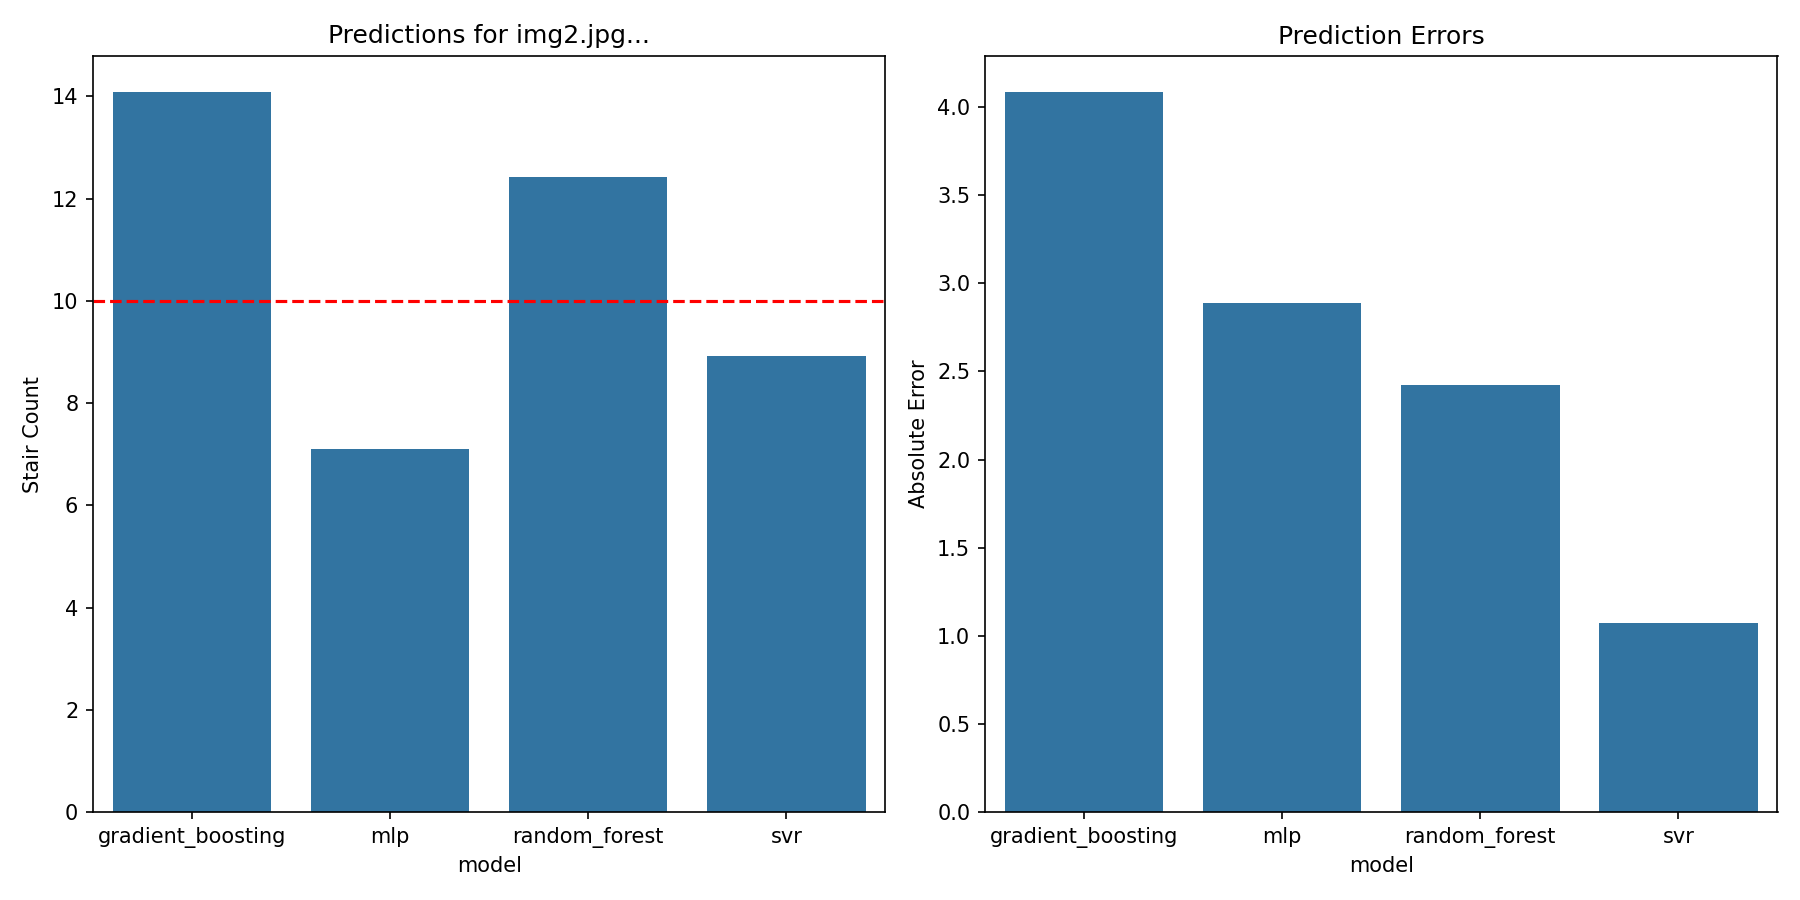 Predictions for img2.jpg...
14
12
10
8
6
4
2
0
Stair Count
gradient_boosting mlp random_forest svr
model
Prediction Errors
4.0
3.5
3.0
2.5
2.0
1.5
1.0
0.5
0.0
Absolute Error
gradient_boosting mlp random_forest svr
model